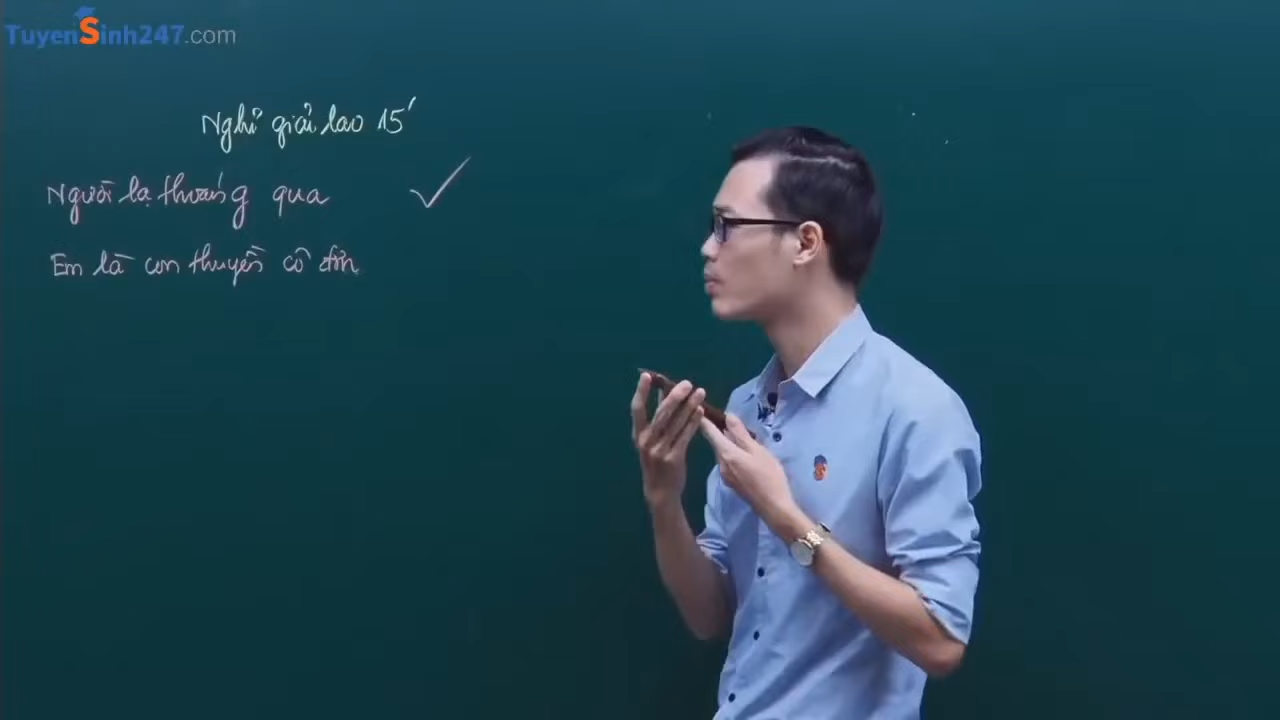 TuyenSinh247.com
Nghỉ giải lao 15'
Người lạ thoáng qua
Em là con thuyền cô đơn